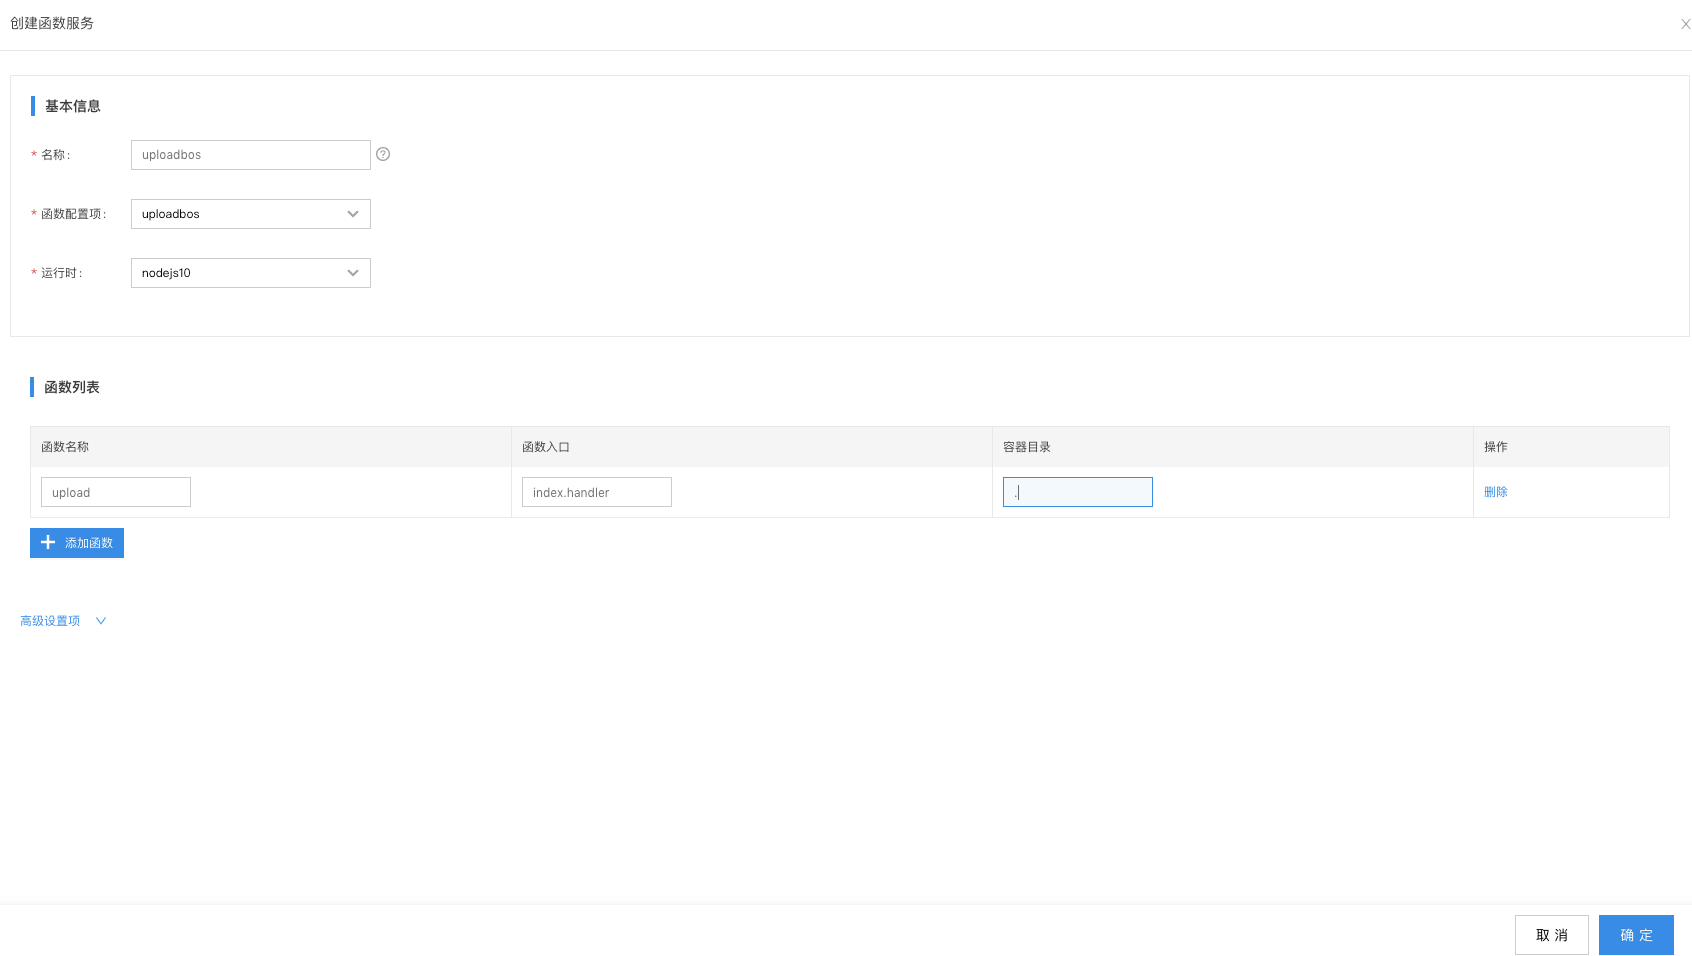 创建函数服务
基本信息
* 名称: uploadbos
* 函数配置项: uploadbos
* 运行时: nodejs10
函数列表
函数名称 函数入口 容器目录 操作
upload index.handler . 删除
添加函数
高级设置项
取 消 确 定